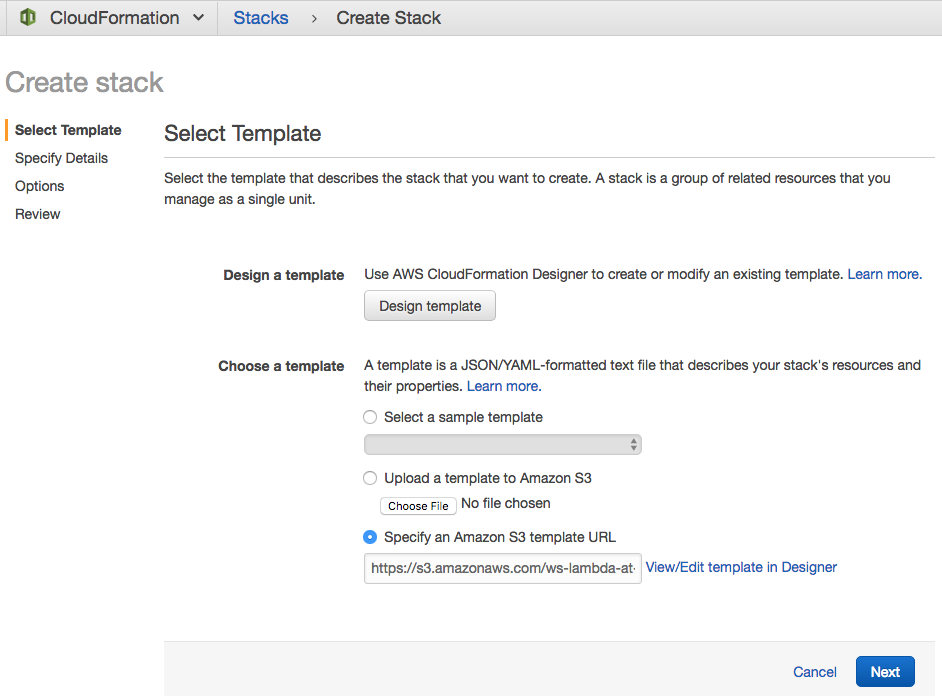 CloudFormation Stacks > Create Stack
Create stack
Select Template
Specify Details
Options
Review
Select Template
Select the template that describes the stack that you want to create. A stack is a group of related resources that you
manage as a single unit.
Design a template Use AWS CloudFormation Designer to create or modify an existing template. Learn more.
Design template
Choose a template A template is a JSON/YAML-formatted text file that describes your stack's resources and
their properties. Learn more.
Select a sample template
Upload a template to Amazon S3
Choose File No file chosen
Specify an Amazon S3 template URL
https://s3.amazonaws.com/ws-lambda-at- View/Edit template in Designer
Cancel Next